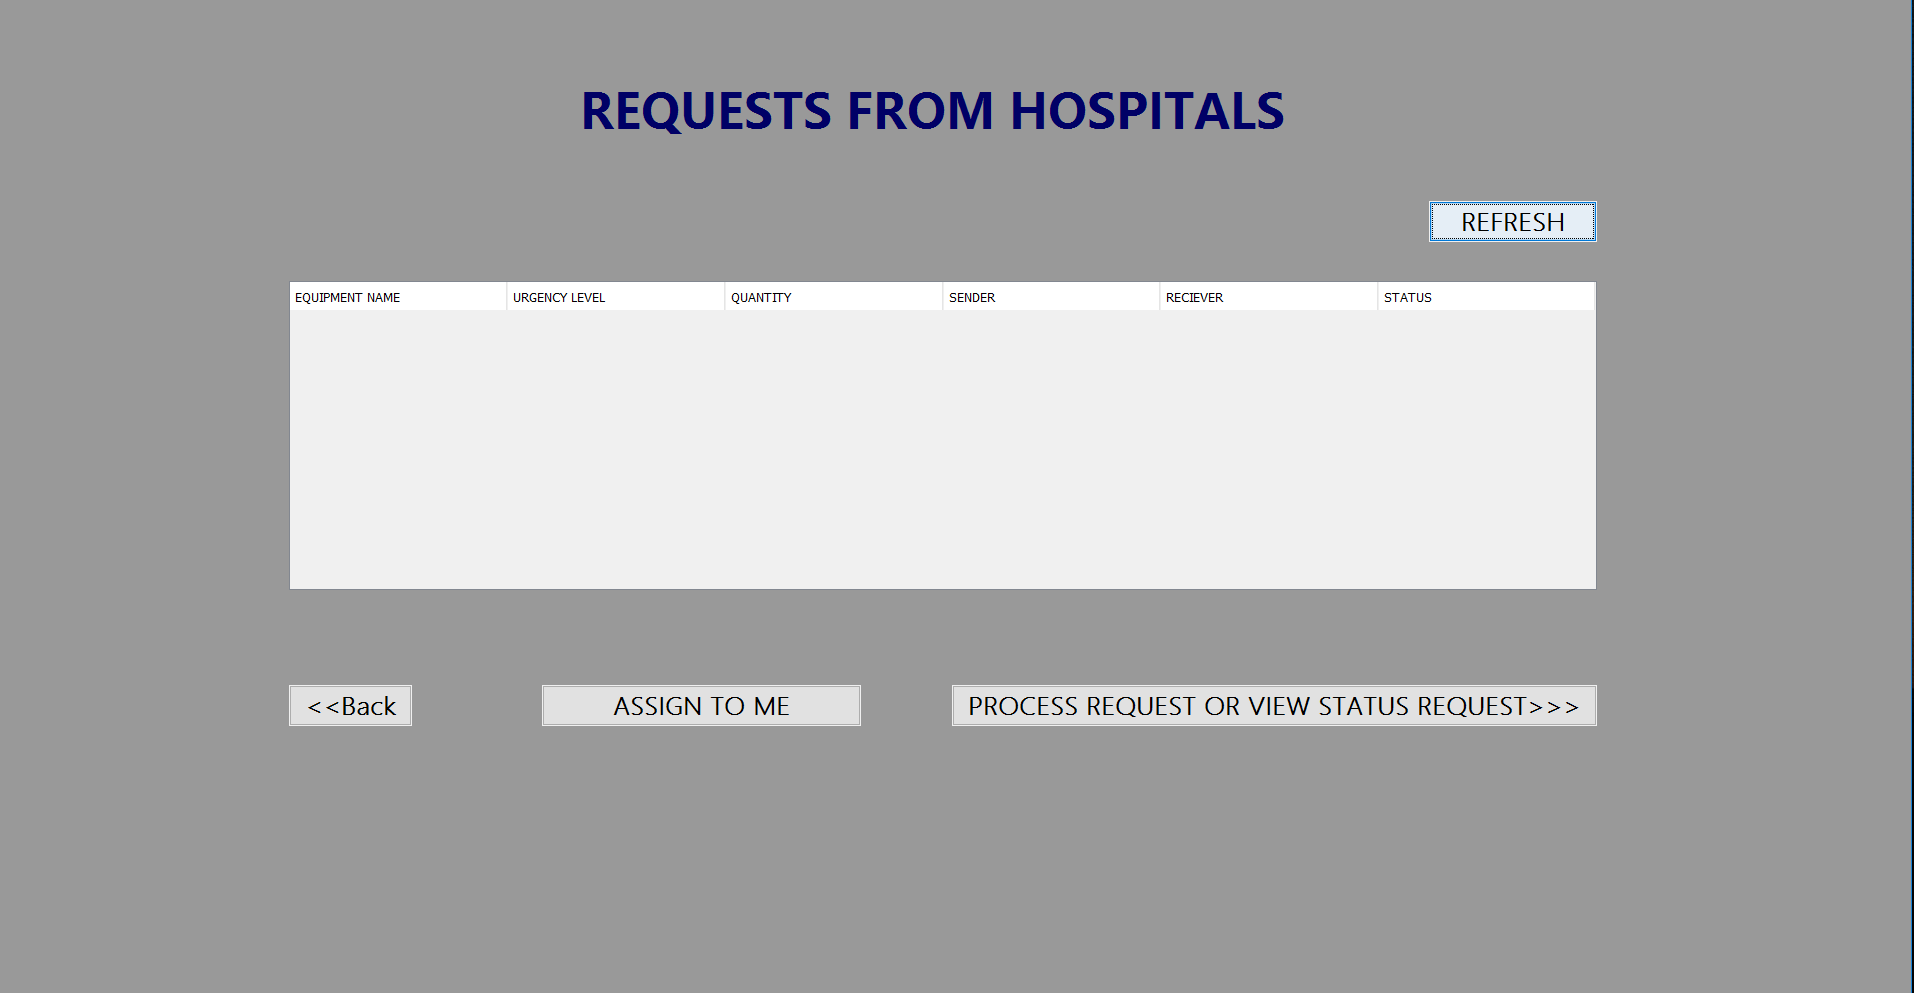 REQUESTS FROM HOSPITALS
REFRESH
EQUIPMENT NAME URGENCY LEVEL QUANTITY SENDER RECIEVER STATUS
<<Back ASSIGN TO ME PROCESS REQUEST OR VIEW STATUS REQUEST>>>